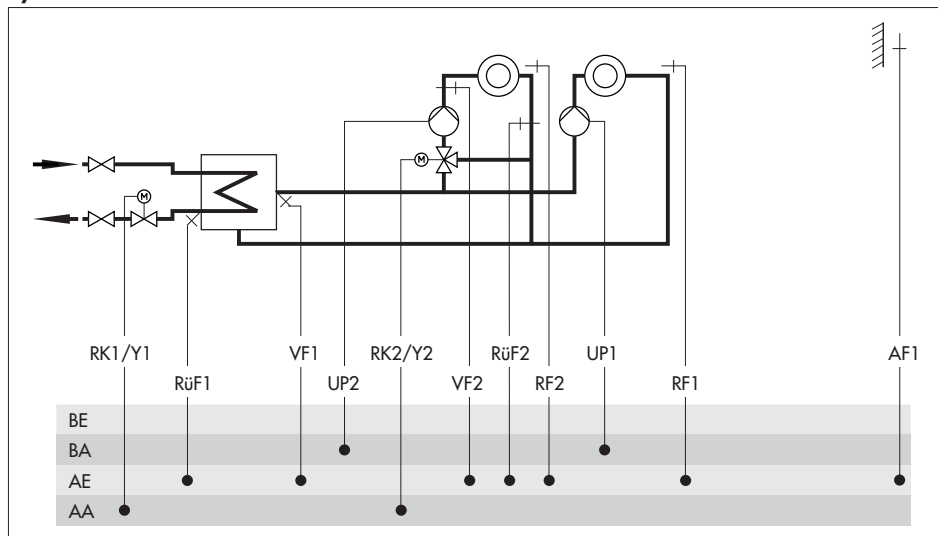 M
M
RK1/Y1 VF1 RK2/Y2 RüF2 UP1 AF1
RüF1 UP2 VF2 RF2 RF1
BE
BA
AE
AA